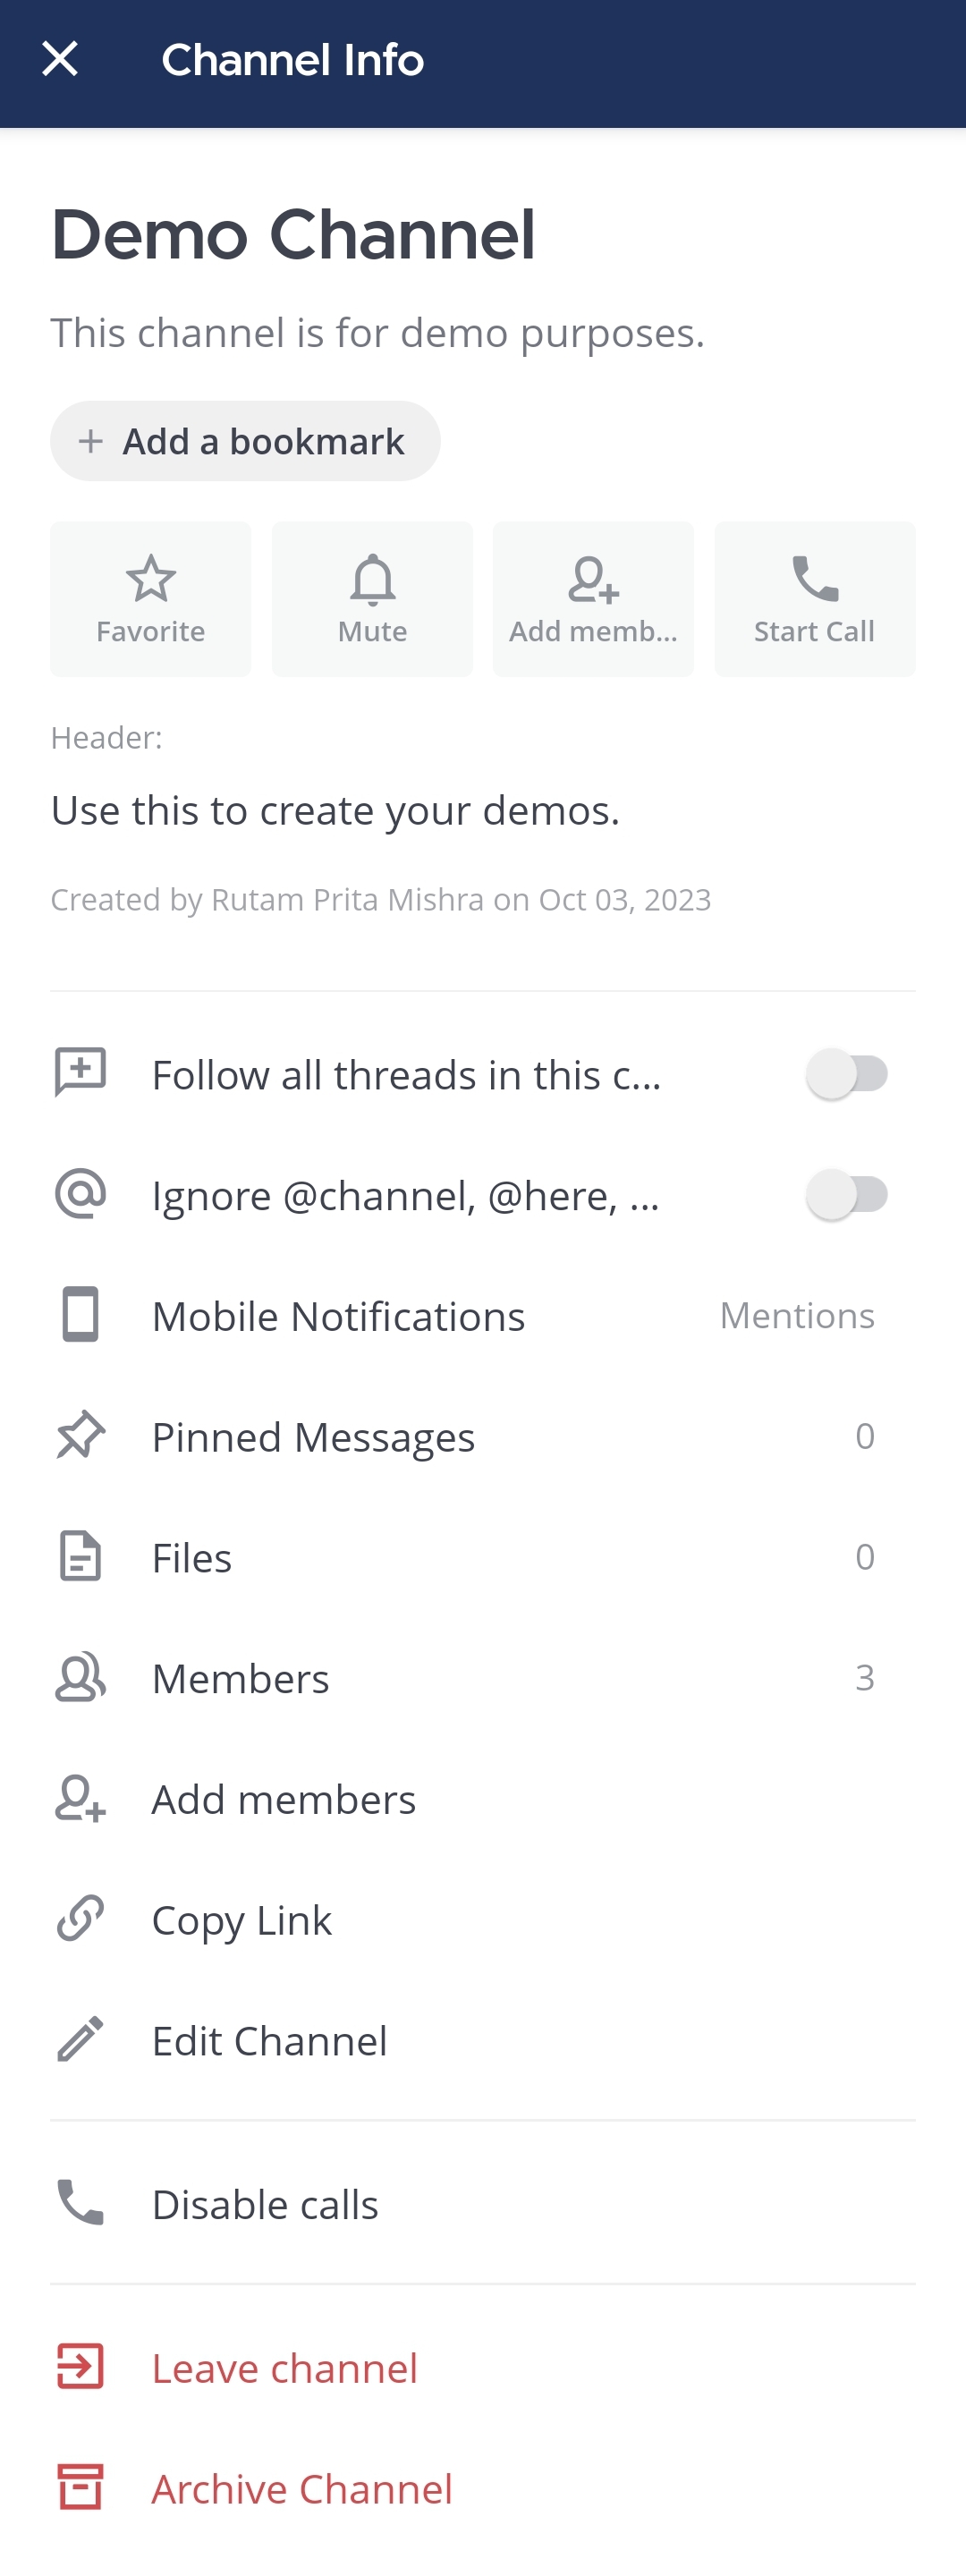 Channel Info
Demo Channel
This channel is for demo purposes.
+ Add a bookmark
Favorite
Mute
Add memb...
Start Call
Header:
Use this to create your demos.
Created by Rutam Prita Mishra on Oct 03, 2023
Follow all threads in this c...
Ignore @channel, @here, ...
Mobile Notifications Mentions
Pinned Messages 0
Files 0
Members 3
Add members
Copy Link
Edit Channel
Disable calls
Leave channel
Archive Channel